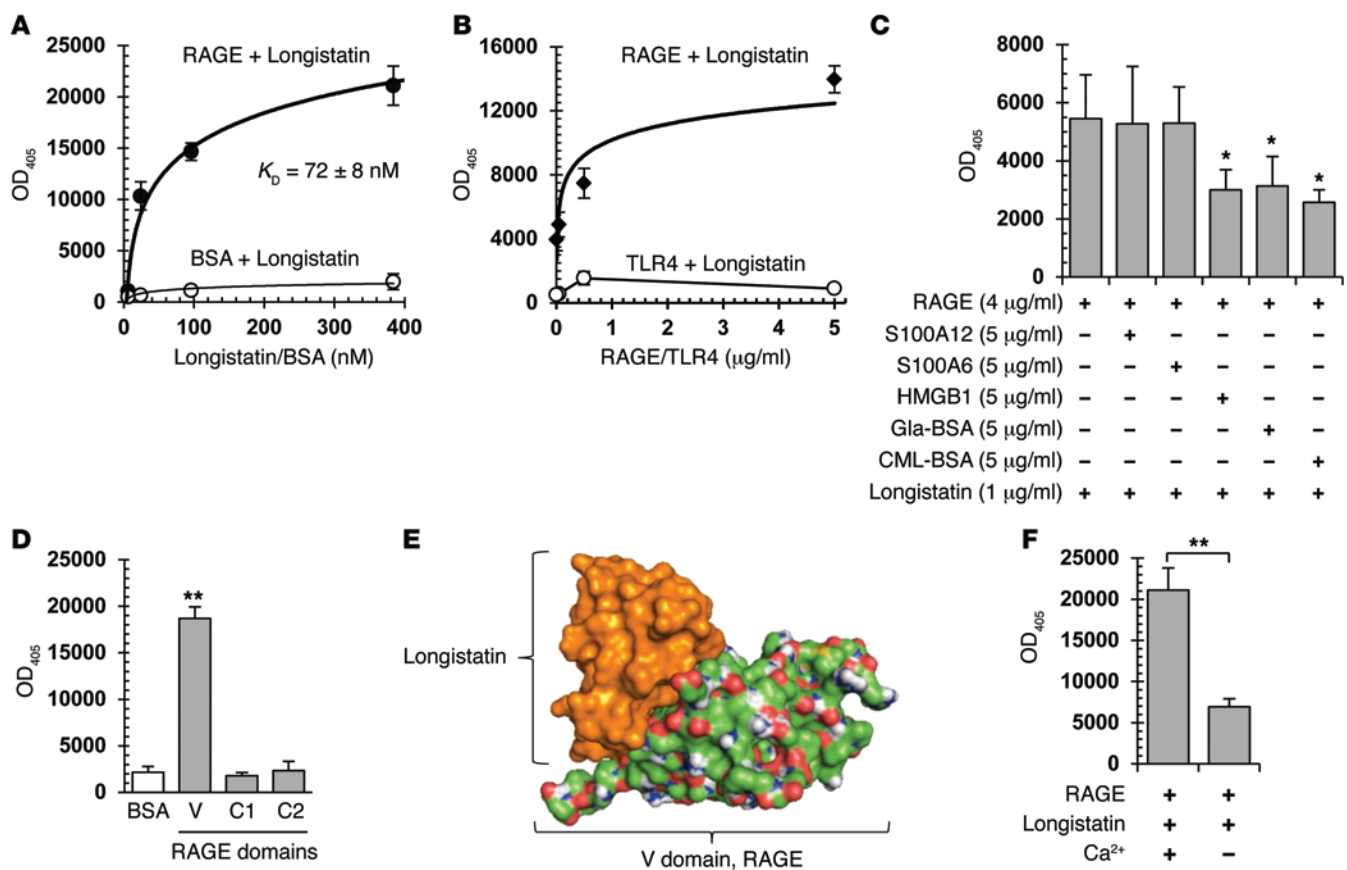 A
25000
20000
15000
10000
5000
0
OD405
RAGE + Longistatin
KD = 72 ± 8 nM
BSA + Longistatin
0 100 200 300 400
Longistatin/BSA (nM)
B
16000
12000
8000
4000
0
OD405
RAGE + Longistatin
TLR4 + Longistatin
0 1 2 3 4 5
RAGE/TLR4 (μg/ml)
C
8000
6000
4000
2000
0
OD405
* * *
RAGE (4 μg/ml) + + + + + +
S100A12 (5 μg/ml) – + – – – –
S100A6 (5 μg/ml) – – + – – –
HMGB1 (5 μg/ml) – – – + – –
Gla-BSA (5 μg/ml) – – – – + –
CML-BSA (5 μg/ml) – – – – – +
Longistatin (1 μg/ml) + + + + + +
D
25000
20000
15000
10000
5000
0
OD405
**
BSA V C1 C2
RAGE domains
E
Longistatin
V domain, RAGE
F
25000
20000
15000
10000
5000
0
OD405
**
RAGE + +
Longistatin + +
Ca2+ + –